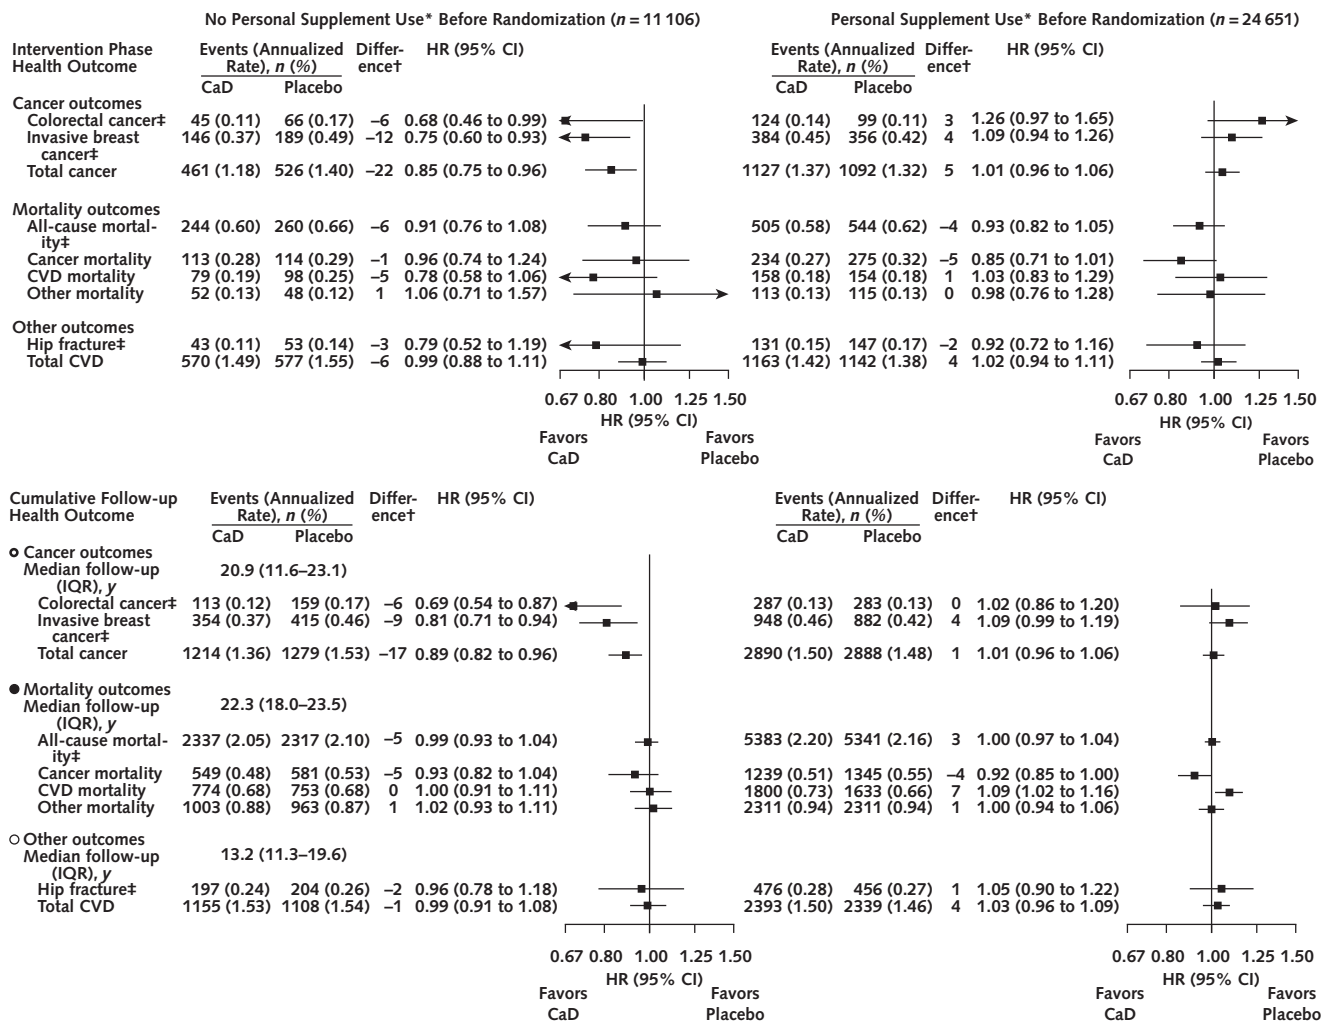 No Personal Supplement Use* Before Randomization (n = 11 106)
Personal Supplement Use* Before Randomization (n = 24 651)
Intervention Phase Events (Annualized Differ- HR (95% CI) Events (Annualized Differ- HR (95% CI)
Health Outcome Rate), n (%) ence† Rate), n (%) ence†
CaD Placebo CaD Placebo
Cancer outcomes
Colorectal cancer‡ 45 (0.11) 66 (0.17) –6 0.68 (0.46 to 0.99) 124 (0.14) 99 (0.11) 3 1.26 (0.97 to 1.65)
Invasive breast 146 (0.37) 189 (0.49) –12 0.75 (0.60 to 0.93) 384 (0.45) 356 (0.42) 4 1.09 (0.94 to 1.26)
cancer‡
Total cancer 461 (1.18) 526 (1.40) –22 0.85 (0.75 to 0.96) 1127 (1.37) 1092 (1.32) 5 1.01 (0.96 to 1.06)
Mortality outcomes
All-cause mortal- 244 (0.60) 260 (0.66) –6 0.91 (0.76 to 1.08) 505 (0.58) 544 (0.62) –4 0.93 (0.82 to 1.05)
ity‡
Cancer mortality 113 (0.28) 114 (0.29) –1 0.96 (0.74 to 1.24) 234 (0.27) 275 (0.32) –5 0.85 (0.71 to 1.01)
CVD mortality 79 (0.19) 98 (0.25) –5 0.78 (0.58 to 1.06) 158 (0.18) 154 (0.18) 1 1.03 (0.83 to 1.29)
Other mortality 52 (0.13) 48 (0.12) 1 1.06 (0.71 to 1.57) 113 (0.13) 115 (0.13) 0 0.98 (0.76 to 1.28)
Other outcomes
Hip fracture‡ 43 (0.11) 53 (0.14) –3 0.79 (0.52 to 1.19) 131 (0.15) 147 (0.17) –2 0.92 (0.72 to 1.16)
Total CVD 570 (1.49) 577 (1.55) –6 0.99 (0.88 to 1.11) 1163 (1.42) 1142 (1.38) 4 1.02 (0.94 to 1.11)
0.67 0.80 1.00 1.25 1.50 0.67 0.80 1.00 1.25 1.50
HR (95% CI) HR (95% CI)
Favors Favors Favors Favors
CaD Placebo CaD Placebo
Cumulative Follow-up Events (Annualized Differ- HR (95% CI) Events (Annualized Differ- HR (95% CI)
Health Outcome Rate), n (%) ence† Rate), n (%) ence†
CaD Placebo CaD Placebo
Cancer outcomes
Median follow-up 20.9 (11.6–23.1)
(IQR), y
Colorectal cancer‡ 113 (0.12) 159 (0.17) –6 0.69 (0.54 to 0.87) 287 (0.13) 283 (0.13) 0 1.02 (0.86 to 1.20)
Invasive breast 354 (0.37) 415 (0.46) –9 0.81 (0.71 to 0.94) 948 (0.46) 882 (0.42) 4 1.09 (0.99 to 1.19)
cancer‡
Total cancer 1214 (1.36) 1279 (1.53) –17 0.89 (0.82 to 0.96) 2890 (1.50) 2888 (1.48) 1 1.01 (0.96 to 1.06)
Mortality outcomes
Median follow-up 22.3 (18.0–23.5)
(IQR), y
All-cause mortal- 2337 (2.05) 2317 (2.10) –5 0.99 (0.93 to 1.04) 5383 (2.20) 5341 (2.16) 3 1.00 (0.97 to 1.04)
ity‡
Cancer mortality 549 (0.48) 581 (0.53) –5 0.93 (0.82 to 1.04) 1239 (0.51) 1345 (0.55) –4 0.92 (0.85 to 1.00)
CVD mortality 774 (0.68) 753 (0.68) 0 1.00 (0.91 to 1.11) 1800 (0.73) 1633 (0.66) 7 1.09 (1.02 to 1.16)
Other mortality 1003 (0.88) 963 (0.87) 1 1.02 (0.93 to 1.11) 2311 (0.94) 2311 (0.94) 1 1.00 (0.94 to 1.06)
Other outcomes
Median follow-up 13.2 (11.3–19.6)
(IQR), y
Hip fracture‡ 197 (0.24) 204 (0.26) –2 0.96 (0.78 to 1.18) 476 (0.28) 456 (0.27) 1 1.05 (0.90 to 1.22)
Total CVD 1155 (1.53) 1108 (1.54) –1 0.99 (0.91 to 1.08) 2393 (1.50) 2339 (1.46) 4 1.03 (0.96 to 1.09)
0.67 0.80 1.00 1.25 1.50 0.67 0.80 1.00 1.25 1.50
HR (95% CI) HR (95% CI)
Favors Favors Favors Favors
CaD Placebo CaD Placebo